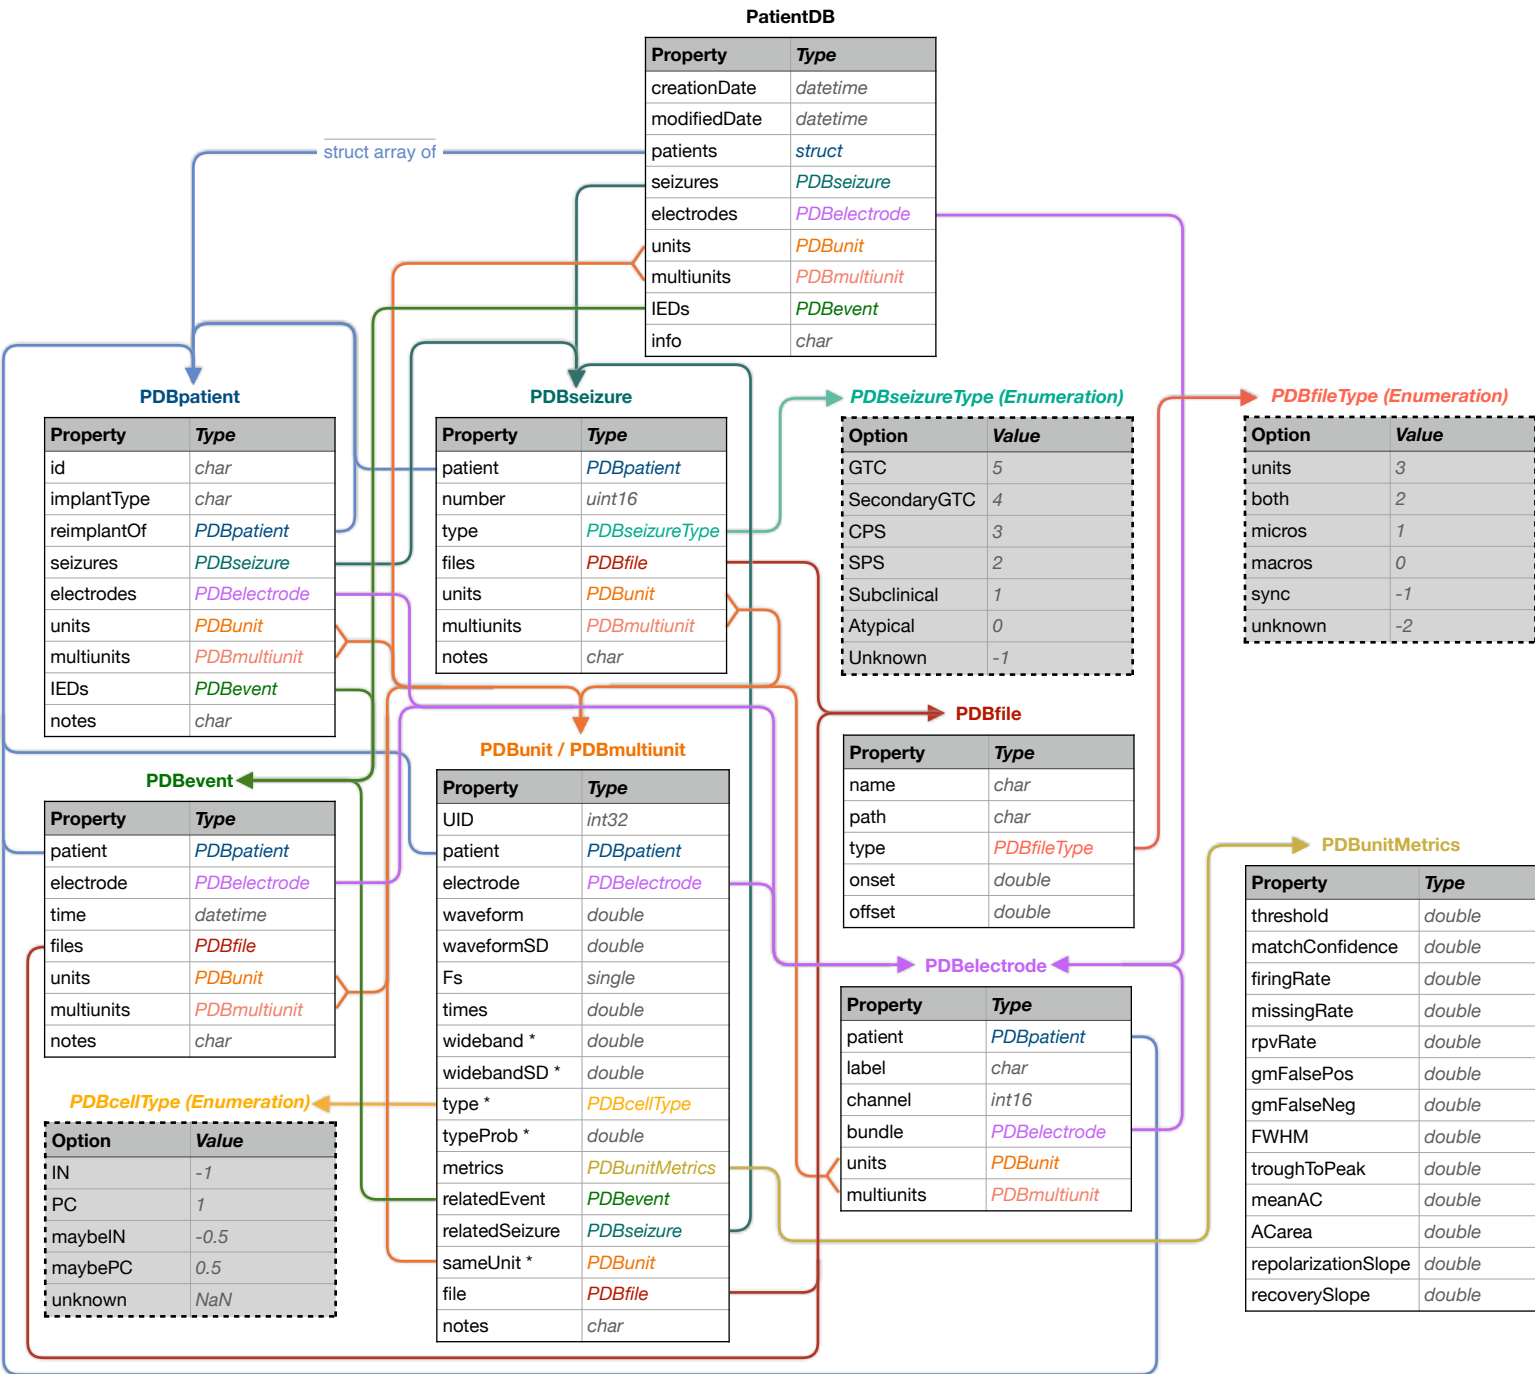 PatientDB
Property Type
creationDate datetime
modifiedDate datetime
patients struct
seizures PDBseizure
electrodes PDBelectrode
units PDBunit
multiunits PDBmultiunit
IEDs PDBevent
info char
struct array of
PDBpatient
Property Type
id char
implantType char
reimplantOf PDBpatient
seizures PDBseizure
electrodes PDBelectrode
units PDBunit
multiunits PDBmultiunit
IEDs PDBevent
notes char
PDBseizure
Property Type
patient PDBpatient
number uint16
type PDBseizureType
files PDBfile
units PDBunit
multiunits PDBmultiunit
notes char
PDBseizureType (Enumeration)
Option Value
GTC 5
SecondaryGTC 4
CPS 3
SPS 2
Subclinical 1
Atypical 0
Unknown -1
PDBfileType (Enumeration)
Option Value
units 3
both 2
micros 1
macros 0
sync -1
unknown -2
PDBevent
Property Type
patient PDBpatient
electrode PDBelectrode
time datetime
files PDBfile
units PDBunit
multiunits PDBmultiunit
notes char
PDBunit / PDBmultiunit
Property Type
UID int32
patient PDBpatient
electrode PDBelectrode
waveform double
waveformSD double
Fs single
times double
wideband * double
widebandSD * double
type * PDBcellType
typeProb * double
metrics PDBunitMetrics
relatedEvent PDBevent
relatedSeizure PDBseizure
sameUnit * PDBunit
file PDBfile
notes char
PDBfile
Property Type
name char
path char
type PDBfileType
onset double
offset double
PDBelectrode
Property Type
patient PDBpatient
label char
channel int16
bundle PDBelectrode
units PDBunit
multiunits PDBmultiunit
PDBunitMetrics
Property Type
threshold double
matchConfidence double
firingRate double
missingRate double
rpvRate double
gmFalsePos double
gmFalseNeg double
FWHM double
troughToPeak double
meanAC double
ACarea double
repolarizationSlope double
recoverySlope double
PDBcellType (Enumeration)
Option Value
IN -1
PC 1
maybeIN -0.5
maybePC 0.5
unknown NaN